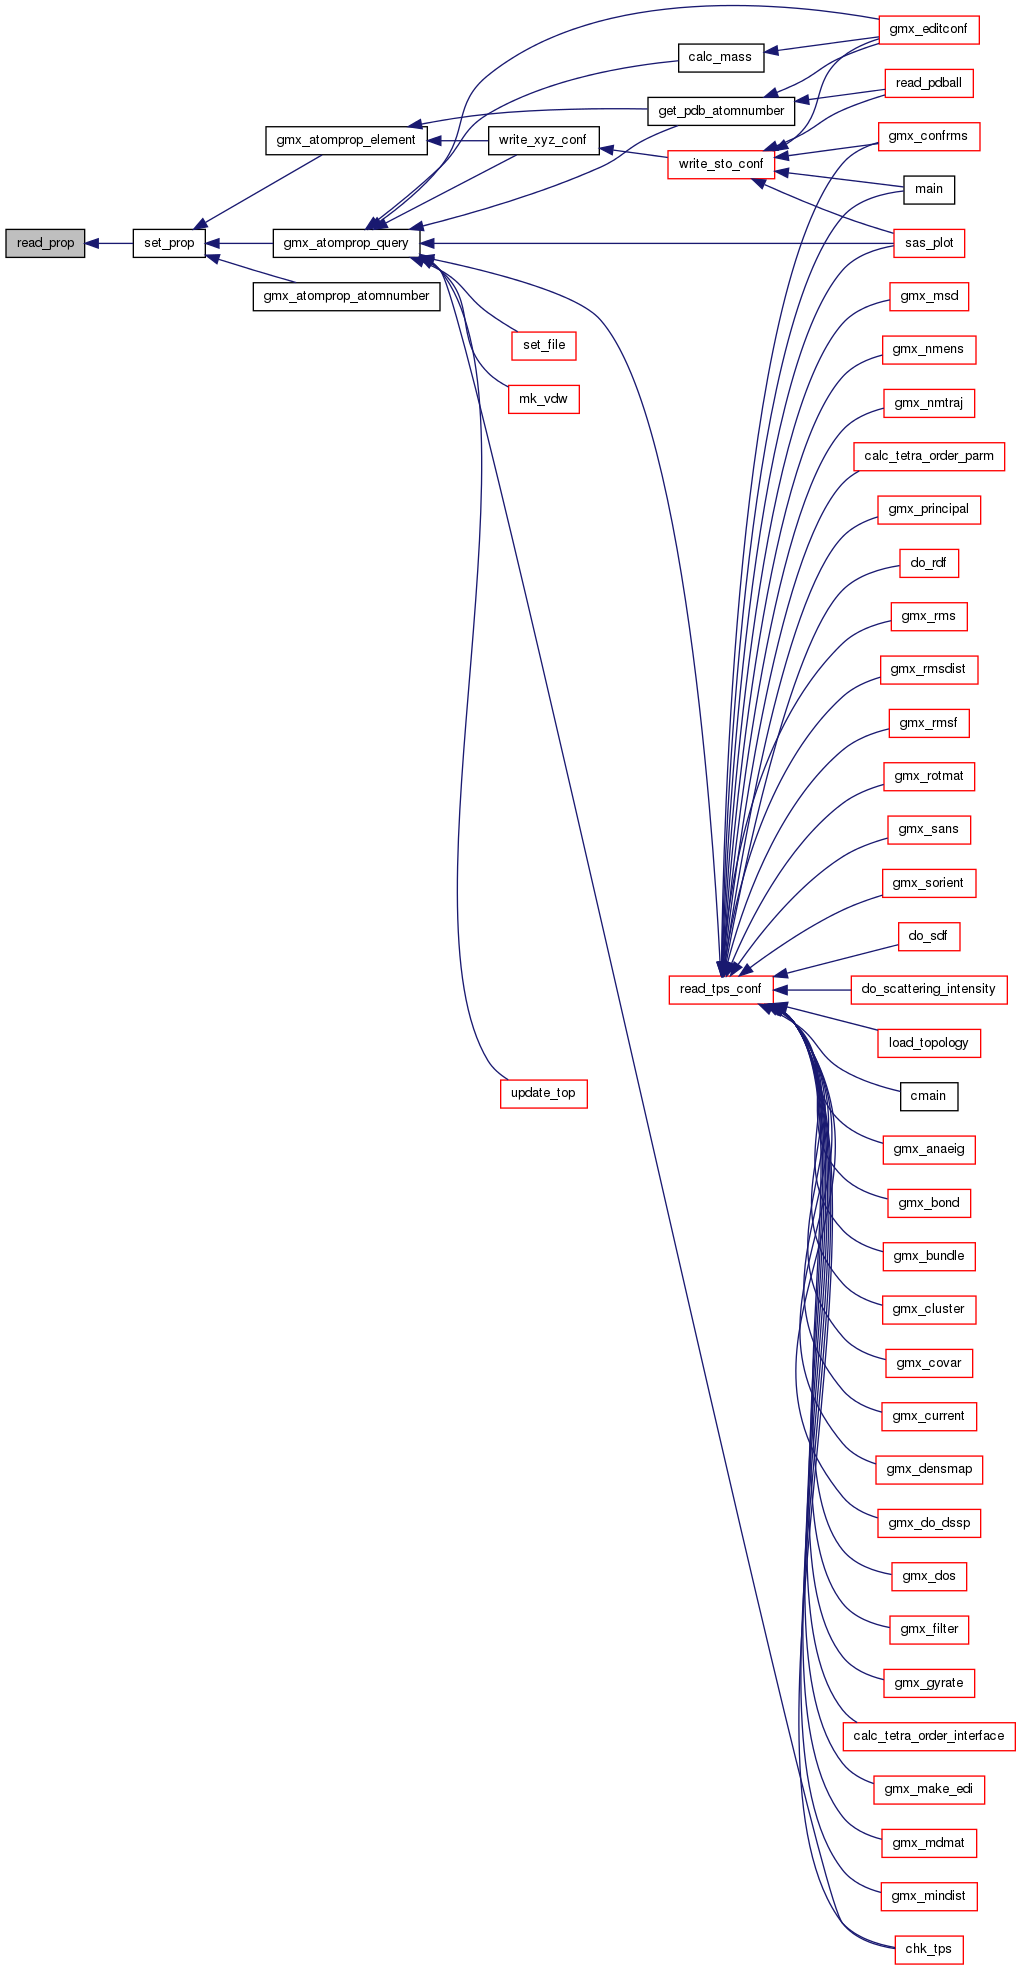 gmx_editconf
calc_mass
read_pdball
get_pdb_atomnumber
gmx_confrms
gmx_atomprop_element
write_xyz_conf
write_sto_conf
main
read_prop
set_prop
gmx_atomprop_query
sas_plot
gmx_atomprop_atomnumber
gmx_msd
set_file
gmx_nmens
mk_vdw
gmx_nmtraj
calc_tetra_order_parm
gmx_principal
do_rdf
gmx_rms
gmx_rmsdist
gmx_rmsf
gmx_rotmat
gmx_sans
gmx_sorient
do_sdf
read_tps_conf
do_scattering_intensity
load_topology
update_top
cmain
gmx_anaeig
gmx_bond
gmx_bundle
gmx_cluster
gmx_covar
gmx_current
gmx_densmap
gmx_do_dssp
gmx_dos
gmx_filter
gmx_gyrate
calc_tetra_order_interface
gmx_make_edi
gmx_mdmat
gmx_mindist
chk_tps